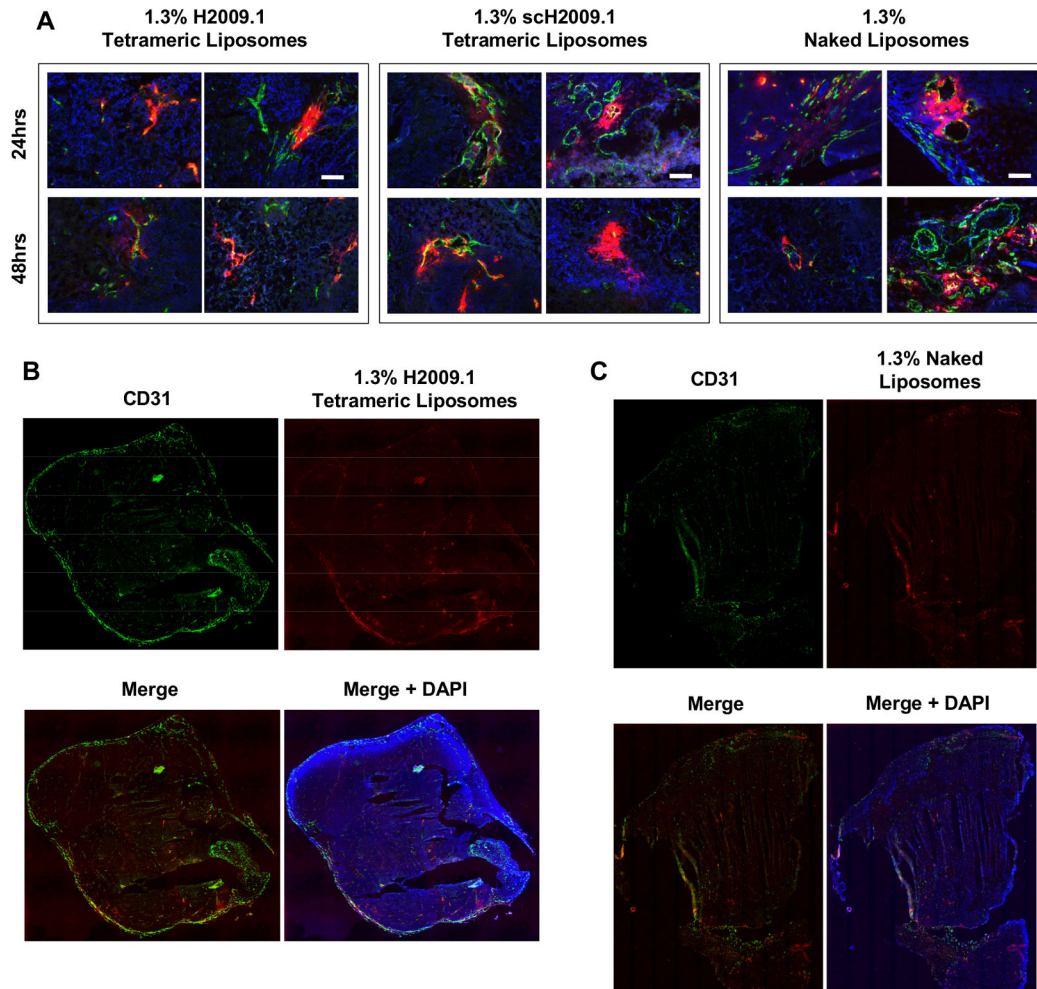 A
1.3% H2009.1
Tetrameric Liposomes
1.3% scH2009.1
Tetrameric Liposomes
1.3%
Naked Liposomes
24hrs
48hrs
B
CD31
1.3% H2009.1
Tetrameric Liposomes
Merge
Merge + DAPI
C
CD31
1.3% Naked
Liposomes
Merge
Merge + DAPI